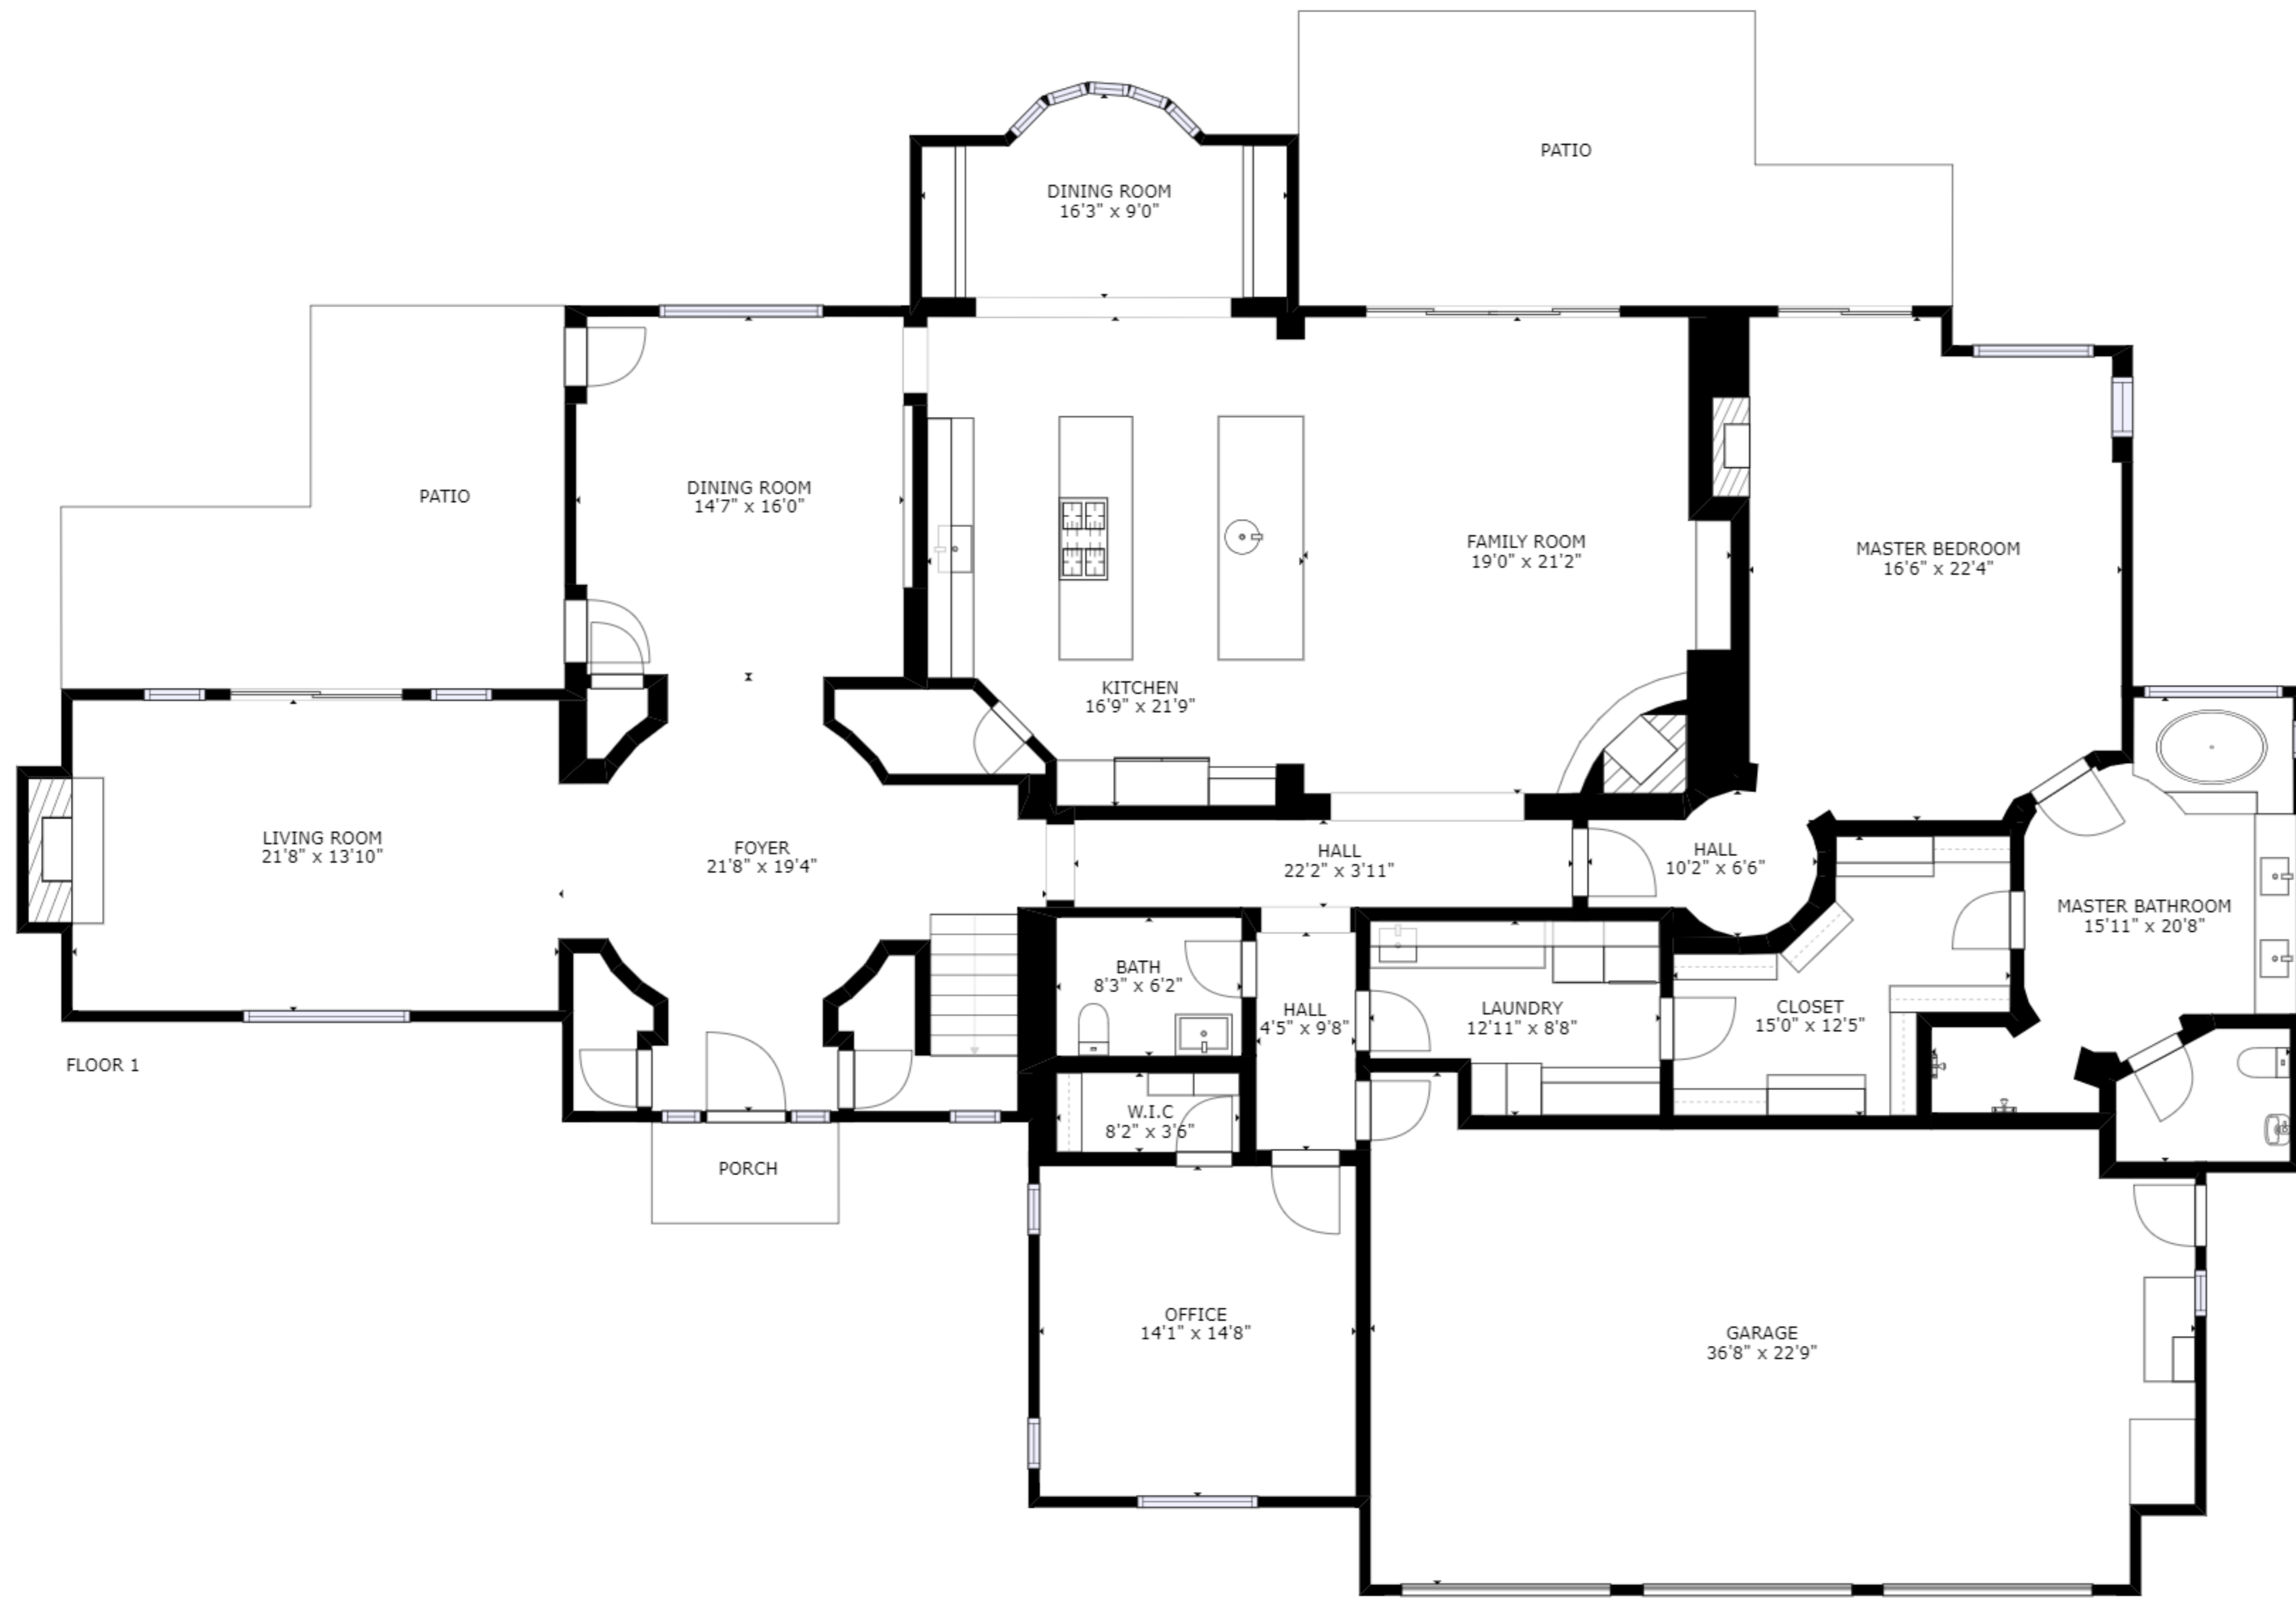 PATIO
DINING ROOM
16'3" x 9'0"
PATIO
DINING ROOM
14'7" x 16'0"
FAMILY ROOM
19'0" x 21'2"
MASTER BEDROOM
16'6" x 22'4"
KITCHEN
16'9" x 21'9"
LIVING ROOM
21'8" x 13'10"
FOYER
21'8" x 19'4"
HALL
22'2" x 3'11"
HALL
10'2" x 6'6"
MASTER BATHROOM
15'11" x 20'8"
BATH
8'3" x 6'2"
HALL
4'5" x 9'8"
LAUNDRY
12'11" x 8'8"
CLOSET
15'0" x 12'5"
FLOOR 1
W.I.C
8'2" x 3'6"
PORCH
OFFICE
14'1" x 14'8"
GARAGE
36'8" x 22'9"